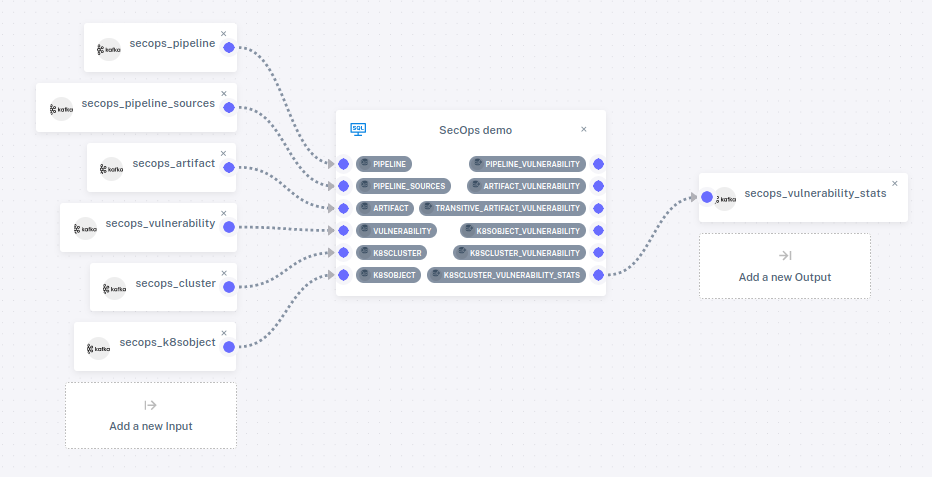 secops_pipeline ×
kafka
secops_pipeline_sources ×
kafka
secops_artifact ×
kafka
secops_vulnerability ×
kafka
secops_cluster ×
kafka
secops_k8sobject ×
kafka
Add a new Input
SQL SecOps demo ×
PIPELINE PIPELINE_VULNERABILITY
PIPELINE_SOURCES ARTIFACT_VULNERABILITY
ARTIFACT TRANSITIVE_ARTIFACT_VULNERABILITY
VULNERABILITY K8SOBJECT_VULNERABILITY
K8SCLUSTER K8SCLUSTER_VULNERABILITY
K8SOBJECT K8SCLUSTER_VULNERABILITY_STATS
secops_vulnerability_stats ×
kafka
Add a new Output